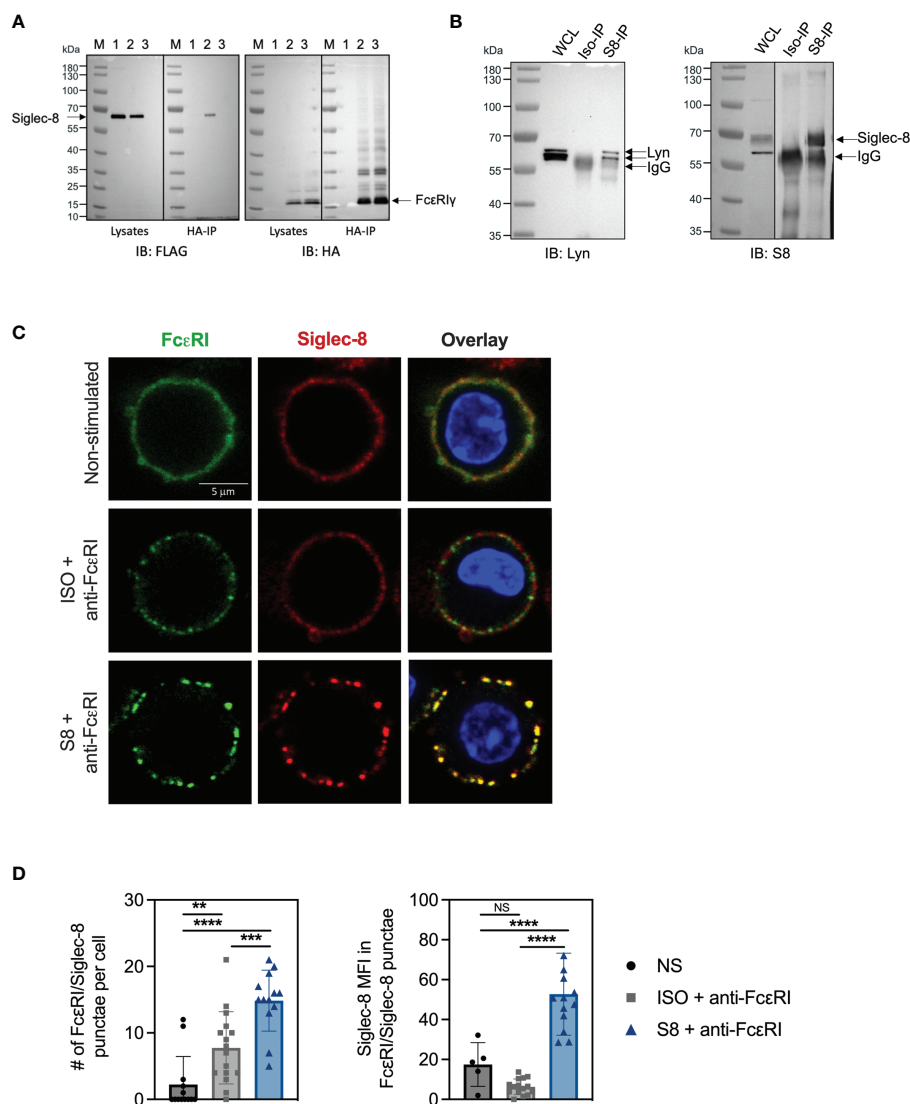 A
M 1 2 3 M 1 2 3 M 1 2 3 M 1 2 3
kDa
180
130
100
70
55
40
35
25
15
10
Siglec-8
FcεRIγ
Lysates HA-IP Lysates HA-IP
IB: FLAG IB: HA
B
kDa WCL Iso-IP S8-IP
180
130
100
70
55
40
35
Lyn
IgG
IB: Lyn
kDa WCL Iso-IP S8-IP
180
130
100
70
55
40
35
Siglec-8
IgG
IB: S8
C
FcεRI Siglec-8 Overlay
Non-stimulated
5 μm
ISO +
anti-FcεRI
S8 +
anti-FcεRI
D
# of FcεRI/Siglec-8
punctae per cell
30
20
10
0
**
****
***
Siglec-8 MFI in
FcεRI/Siglec-8 punctae
100
80
60
40
20
0
NS
****
****
NS
ISO + anti-FcεRI
S8 + anti-FcεRI